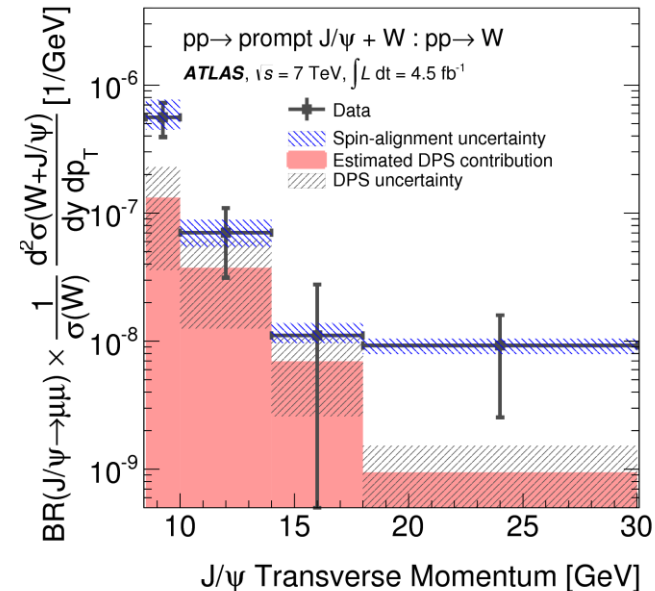 pp→ prompt J/ψ + W : pp→ W
ATLAS, √s = 7 TeV, ∫L dt = 4.5 fb⁻¹
Data
Spin-alignment uncertainty
Estimated DPS contribution
DPS uncertainty
BR(J/ψ→μμ) × 1/σ(W) d²σ(W+J/ψ)/dy dp_T [1/GeV]
10⁻⁶
10⁻⁷
10⁻⁸
10⁻⁹
10 15 20 25 30
J/ψ Transverse Momentum [GeV]